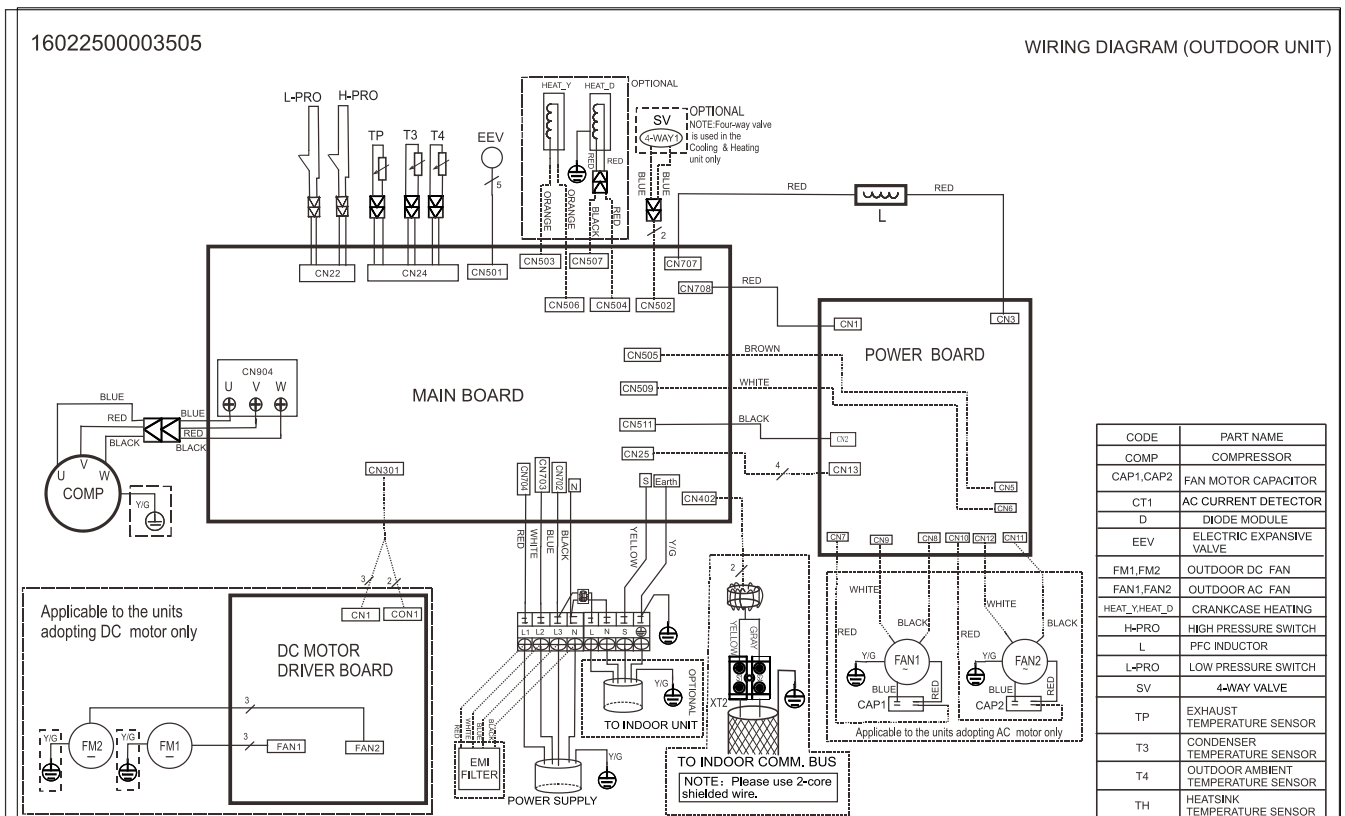 16022500003505
WIRING DIAGRAM (OUTDOOR UNIT)
L-PRO
H-PRO
TP
T3
T4
EEV
5
HEAT_Y
HEAT_D
OPTIONAL
ORANGE
ORANGE
RED
RED
BLACK
RED
SV
4-WAY1
OPTIONAL
NOTE:Four-way valve
is used in the
Cooling & Heating
unit only
BLUE
BLUE
2
RED
L
RED
CN22
CN24
CN501
CN503
CN507
CN506
CN504
CN502
CN707
CN708
RED
CN1
CN3
POWER BOARD
CN505
BROWN
CN509
WHITE
CN511
BLACK
CN2
CN25
4
CN13
CN5
CN6
MAIN BOARD
CN904
U V W
BLUE
RED
BLACK
BLUE
RED
BLACK
U
V
W
COMP
Y/G
CN301
CN704
CN703
CN702
N
S
Earth
CN402
RED
WHITE
BLUE
BLACK
YELLOW
Y/G
3
2
Applicable to the units
adopting DC motor only
CN1
CON1
DC MOTOR
DRIVER BOARD
3
3
FAN1
FAN2
Y/G
FM2
Y/G
FM1
L1 L2 L3 N L N S
RED
WHITE
BLUE
BLACK
EMI
FILTER
POWER SUPPLY
Y/G
TO INDOOR UNIT
Y/G
OPTIONAL
2
YELLOW
GRAY
XT2
TO INDOOR COMM. BUS
NOTE: Please use 2-core
shielded wire.
CN7
CN9
CN8
CN10
CN12
CN11
WHITE
BLACK
RED
Y/G
FAN1
~
BLUE
RED
CAP1
WHITE
BLACK
RED
Y/G
FAN2
~
BLUE
RED
CAP2
Applicable to the units adopting AC motor only
CODE PART NAME
COMP COMPRESSOR
CAP1,CAP2 FAN MOTOR CAPACITOR
CT1 AC CURRENT DETECTOR
D DIODE MODULE
EEV ELECTRIC EXPANSIVE
VALVE
FM1,FM2 OUTDOOR DC FAN
FAN1,FAN2 OUTDOOR AC FAN
HEAT_Y,HEAT_D CRANKCASE HEATING
H-PRO HIGH PRESSURE SWITCH
L PFC INDUCTOR
L-PRO LOW PRESSURE SWITCH
SV 4-WAY VALVE
TP EXHAUST
TEMPERATURE SENSOR
T3 CONDENSER
TEMPERATURE SENSOR
T4 OUTDOOR AMBIENT
TEMPERATURE SENSOR
TH HEATSINK
TEMPERATURE SENSOR